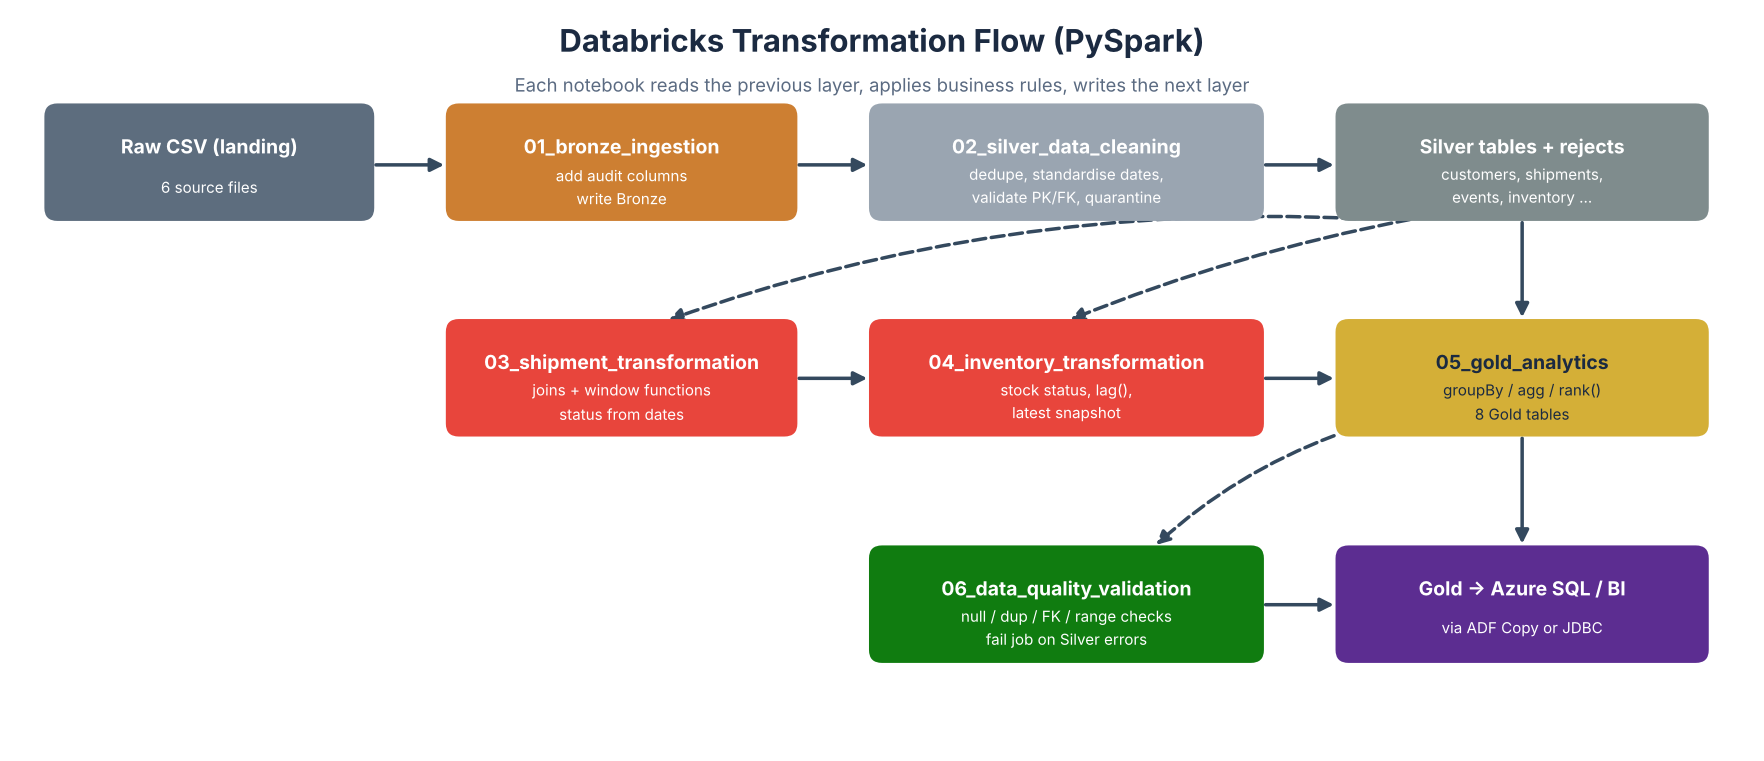 Databricks Transformation Flow (PySpark)
Each notebook reads the previous layer, applies business rules, writes the next layer
Raw CSV (landing)
6 source files
01_bronze_ingestion
add audit columns
write Bronze
02_silver_data_cleaning
dedupe, standardise dates,
validate PK/FK, quarantine
Silver tables + rejects
customers, shipments,
events, inventory ...
03_shipment_transformation
joins + window functions
status from dates
04_inventory_transformation
stock status, lag(),
latest snapshot
05_gold_analytics
groupBy / agg / rank()
8 Gold tables
06_data_quality_validation
null / dup / FK / range checks
fail job on Silver errors
Gold → Azure SQL / BI
via ADF Copy or JDBC